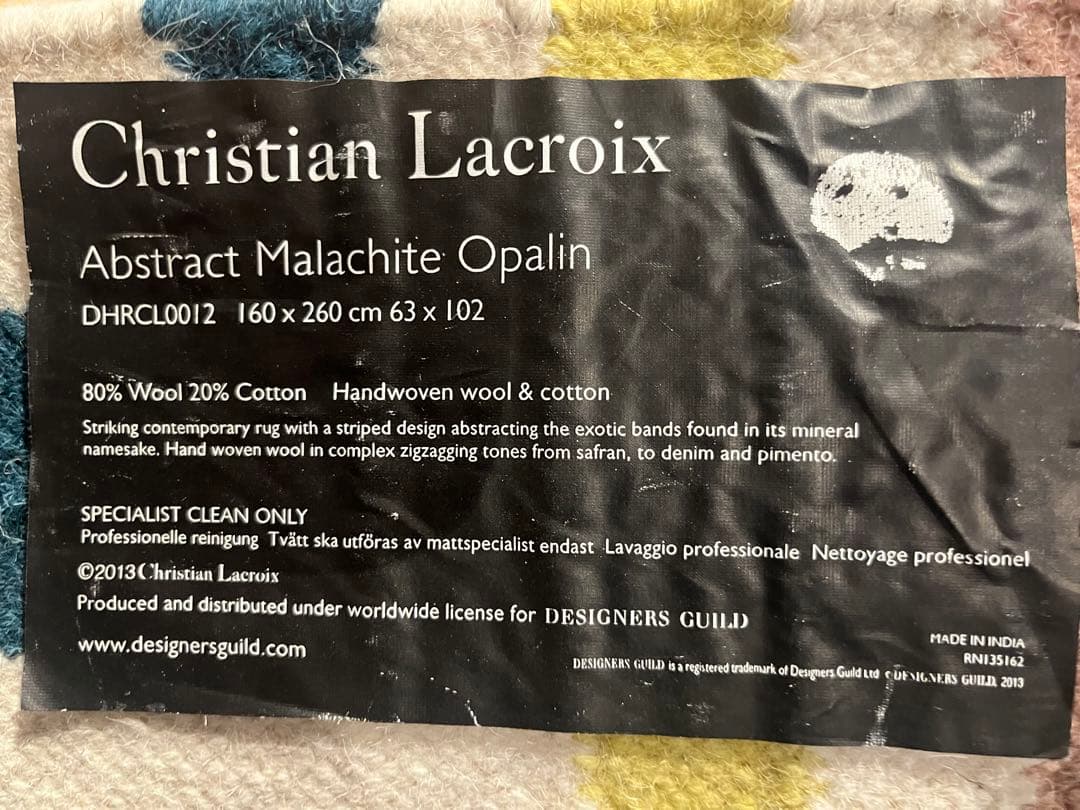 Christian Lacroix
Abstract Malachite Opalin
DHRCL0012 160 x 260 cm 63 x 102
80% Wool 20% Cotton Handwoven wool & cotton
Striking contemporary rug with a striped design abstracting the exotic bands found in its mineral
namesake. Hand woven wool in complex zigzagging tones from safran, to denim and pimento.
SPECIALIST CLEAN ONLY
Professionelle reinigung Tvätt ska utföras av mattspecialist endast Lavaggio professionale Nettoyage professionel
©2013 Christian Lacroix
Produced and distributed under worldwide license for DESIGNERS GUILD
www.designersguild.com
MADE IN INDIA
RN135162
DESIGNERS GUILD is a registered trademark of Designers Guild Ltd © DESIGNERS GUILD, 2013